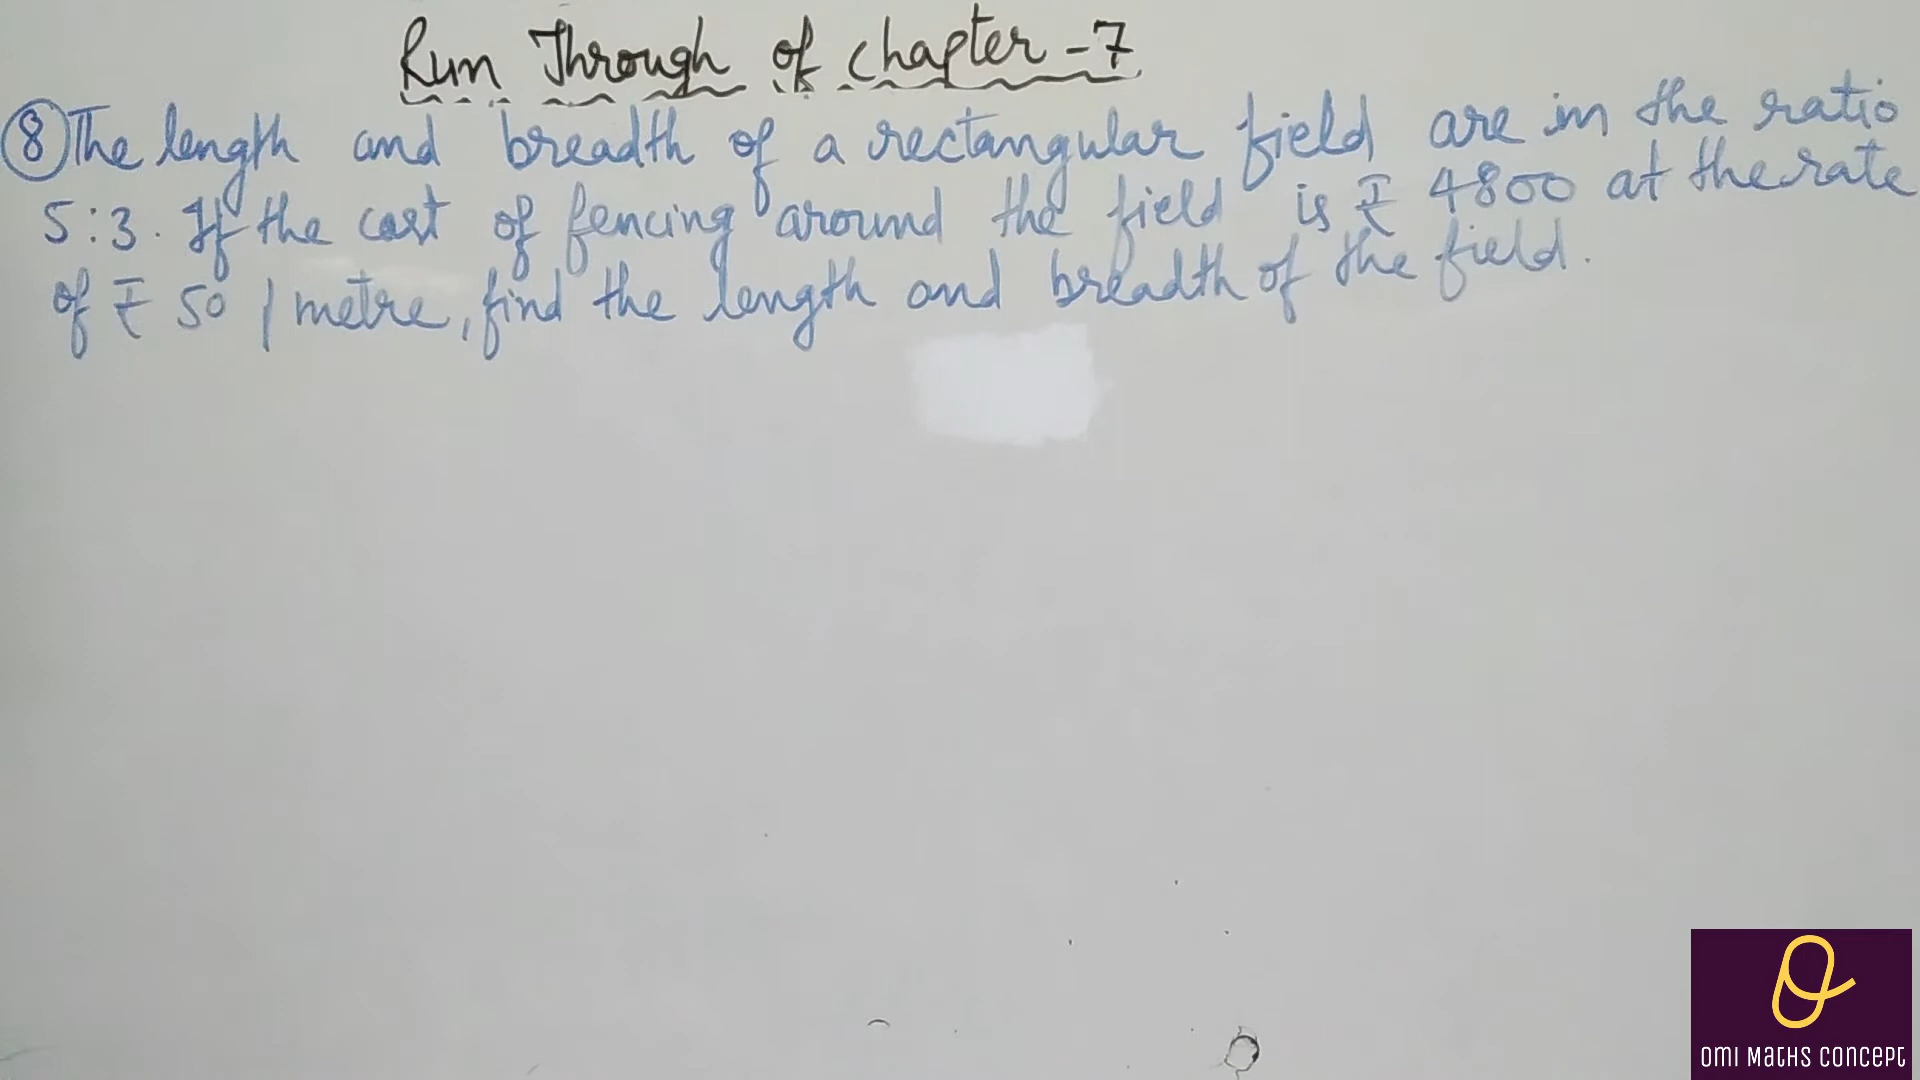 Run Through of chapter - 7
8 The length and breadth of a rectangular field are in the ratio
5:3. If the cost of fencing around the field is ₹ 4800 at the rate
of ₹ 50 / metre, find the length and breadth of the field.
OMI MATHS CONCEPT